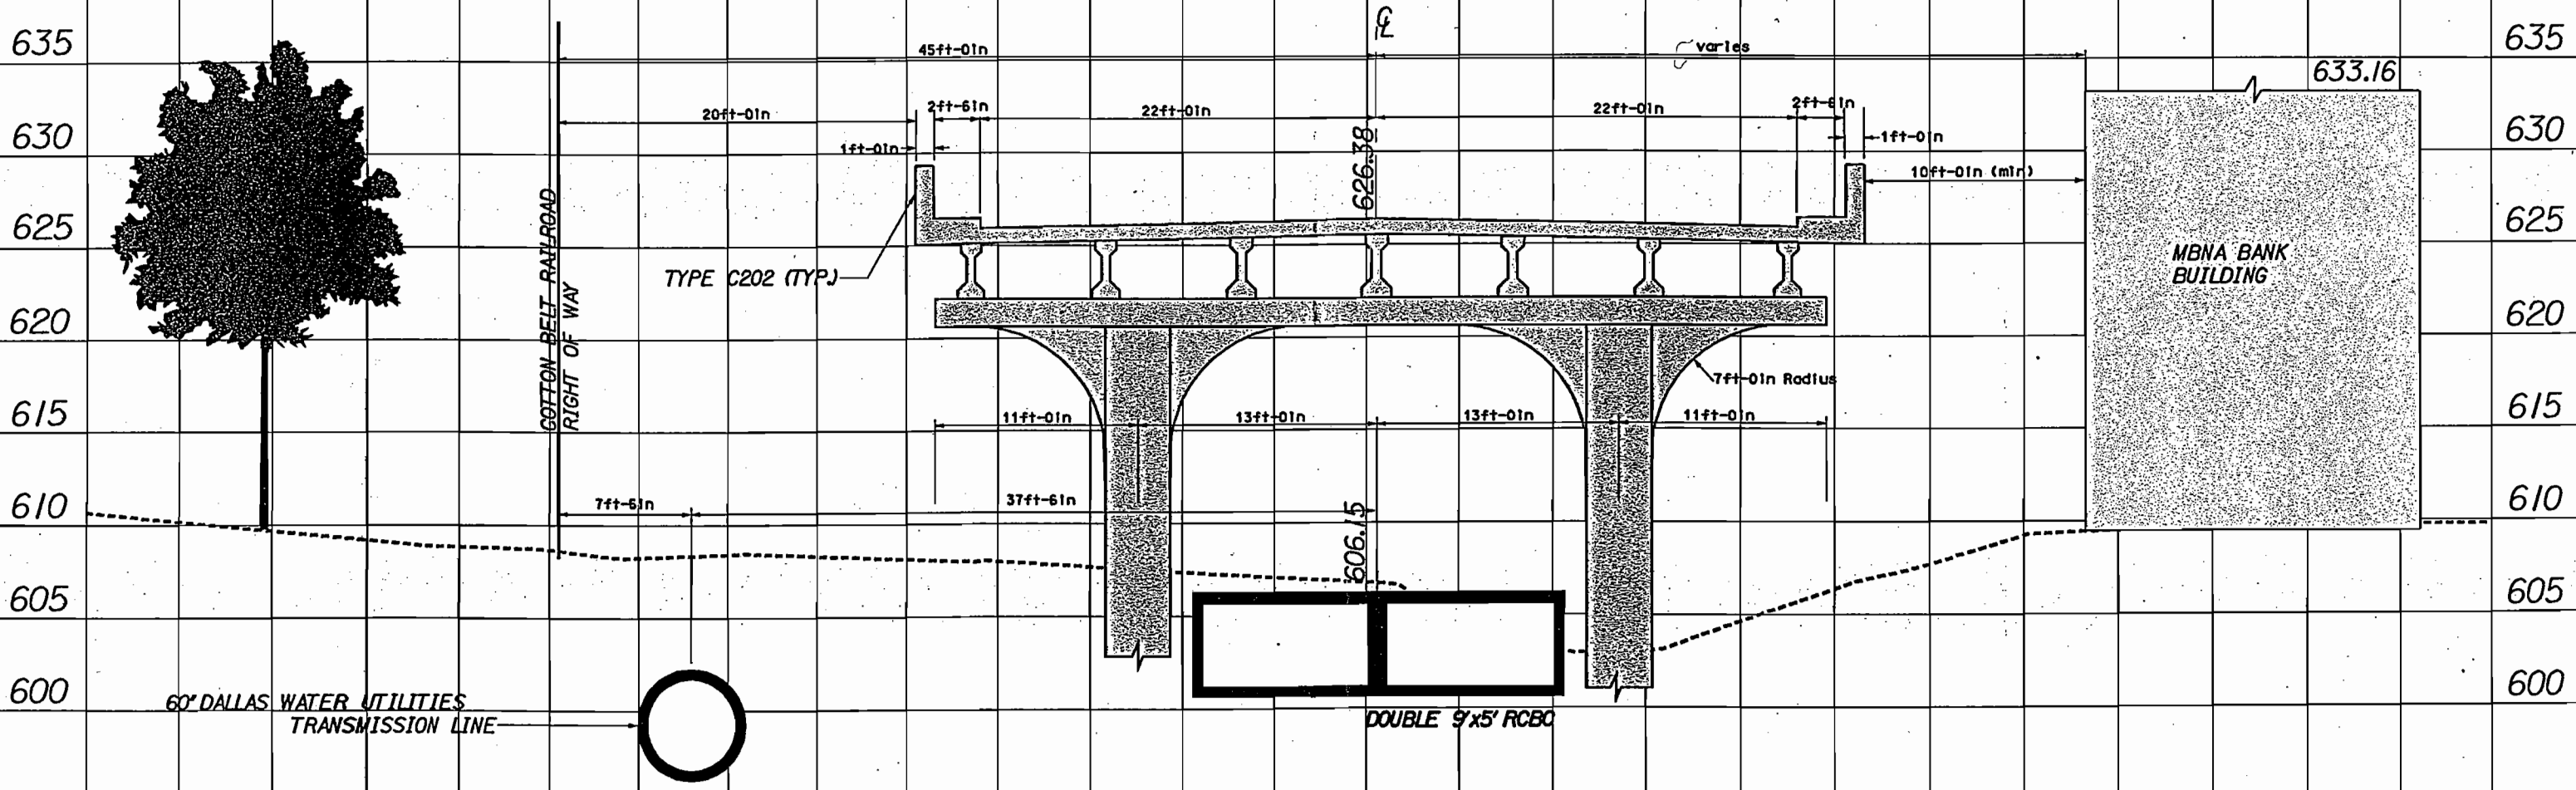 ℄
635
45ft-0in
varies
635
633.16
2ft-6in
22ft-0in
22ft-0in
2ft-6in
20ft-0in
630
1ft-0in
626.38
1ft-0in
630
10ft-0in (min)
625
625
COTTON BELT RAILROAD
RIGHT OF WAY
TYPE C202 (TYP.)
MBNA BANK
BUILDING
620
620
7ft-0in Radius
615
11ft-0in
13ft-0in
13ft-0in
11ft-0in
615
610
7ft-6in
37ft-6in
606.15
610
605
605
600
600
60" DALLAS WATER UTILITIES
TRANSMISSION LINE
DOUBLE 9'x5' RCBC